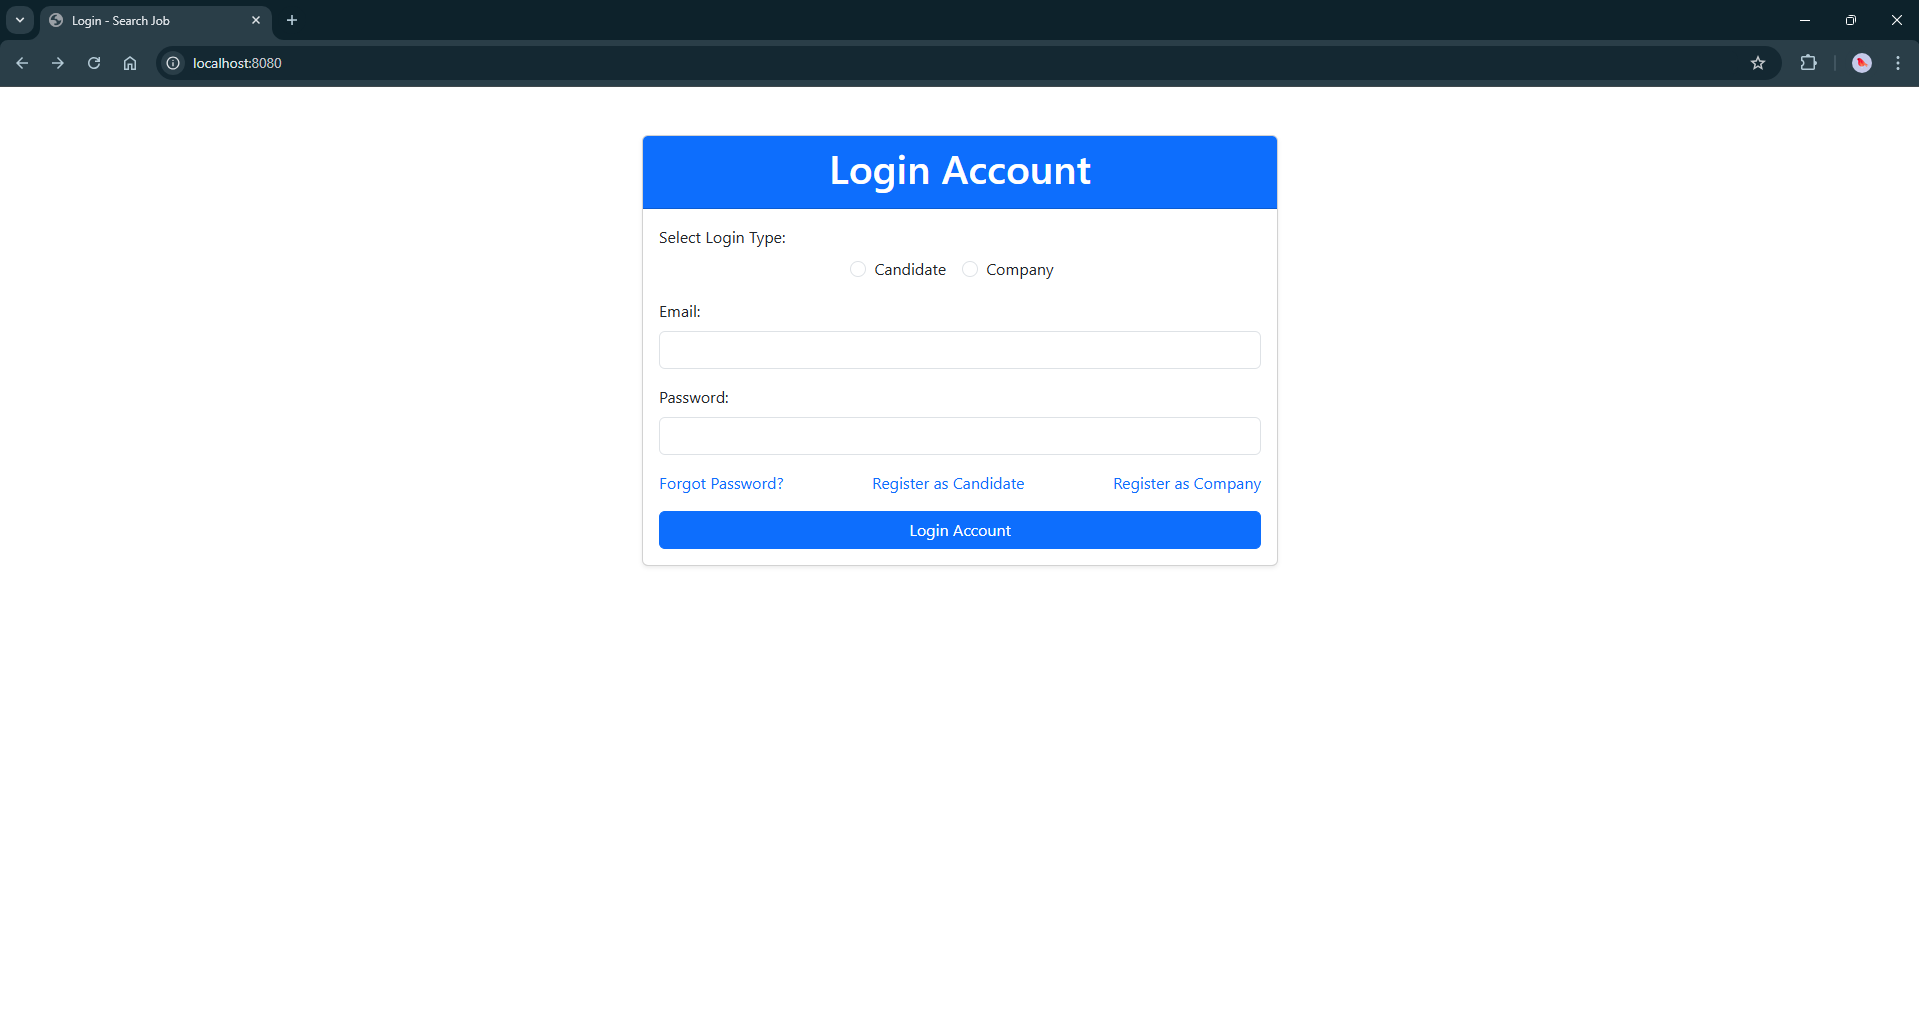 Login - Search Job
localhost:8080
Login Account
Select Login Type:
Candidate Company
Email:
Password:
Forgot Password? Register as Candidate Register as Company
Login Account